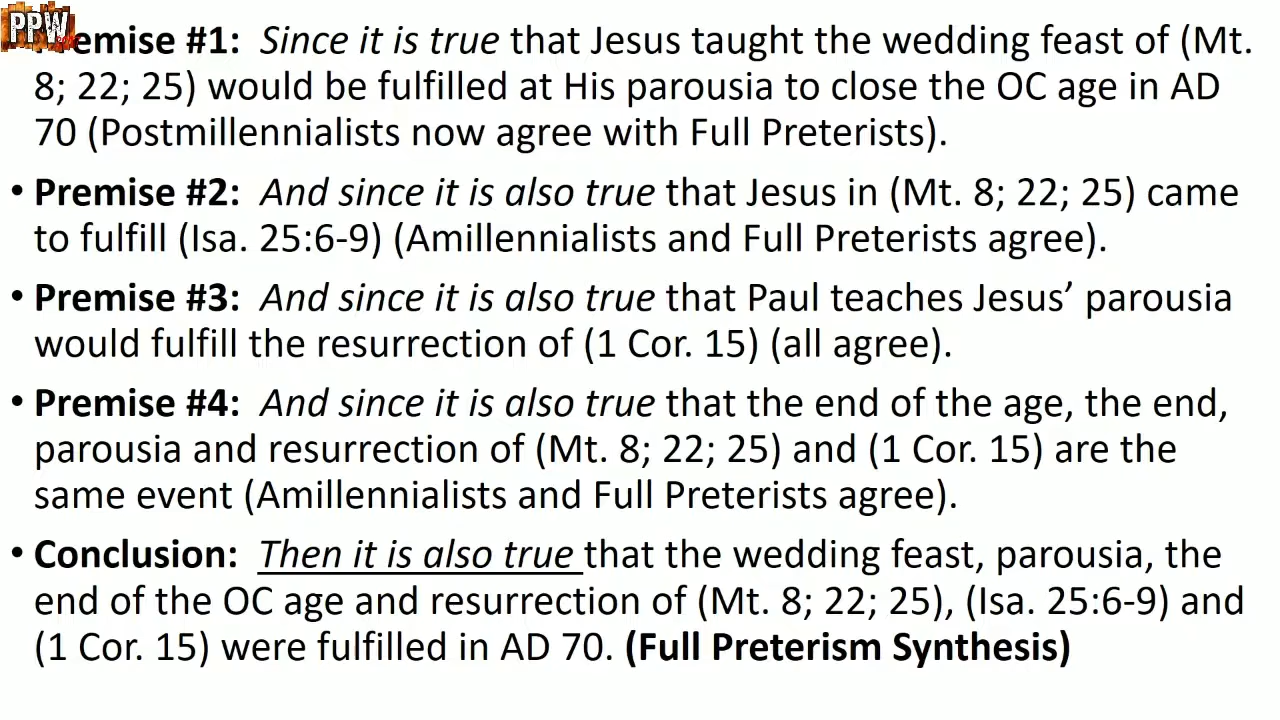 PPW
emise #1: Since it is true that Jesus taught the wedding feast of (Mt.
8; 22; 25) would be fulfilled at His parousia to close the OC age in AD
70 (Postmillennialists now agree with Full Preterists).
• Premise #2: And since it is also true that Jesus in (Mt. 8; 22; 25) came
to fulfill (Isa. 25:6-9) (Amillennialists and Full Preterists agree).
• Premise #3: And since it is also true that Paul teaches Jesus’ parousia
would fulfill the resurrection of (1 Cor. 15) (all agree).
• Premise #4: And since it is also true that the end of the age, the end,
parousia and resurrection of (Mt. 8; 22; 25) and (1 Cor. 15) are the
same event (Amillennialists and Full Preterists agree).
• Conclusion: Then it is also true that the wedding feast, parousia, the
end of the OC age and resurrection of (Mt. 8; 22; 25), (Isa. 25:6-9) and
(1 Cor. 15) were fulfilled in AD 70. (Full Preterism Synthesis)